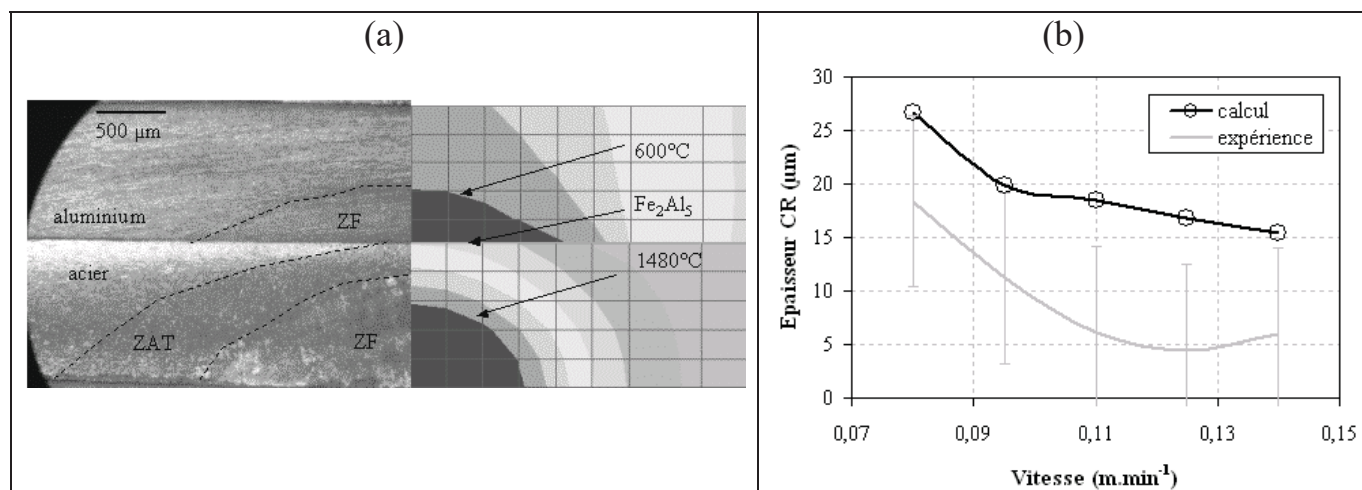 (a)
500 µm
600°C
Fe2Al5
aluminium
ZF
acier
1480°C
ZAT
ZF
(b)
30
25
20
15
10
5
0
Epaisseur CR (µm)
calcul
expérience
0,07
0,09
0,11
0,13
0,15
Vitesse (m.min-1)